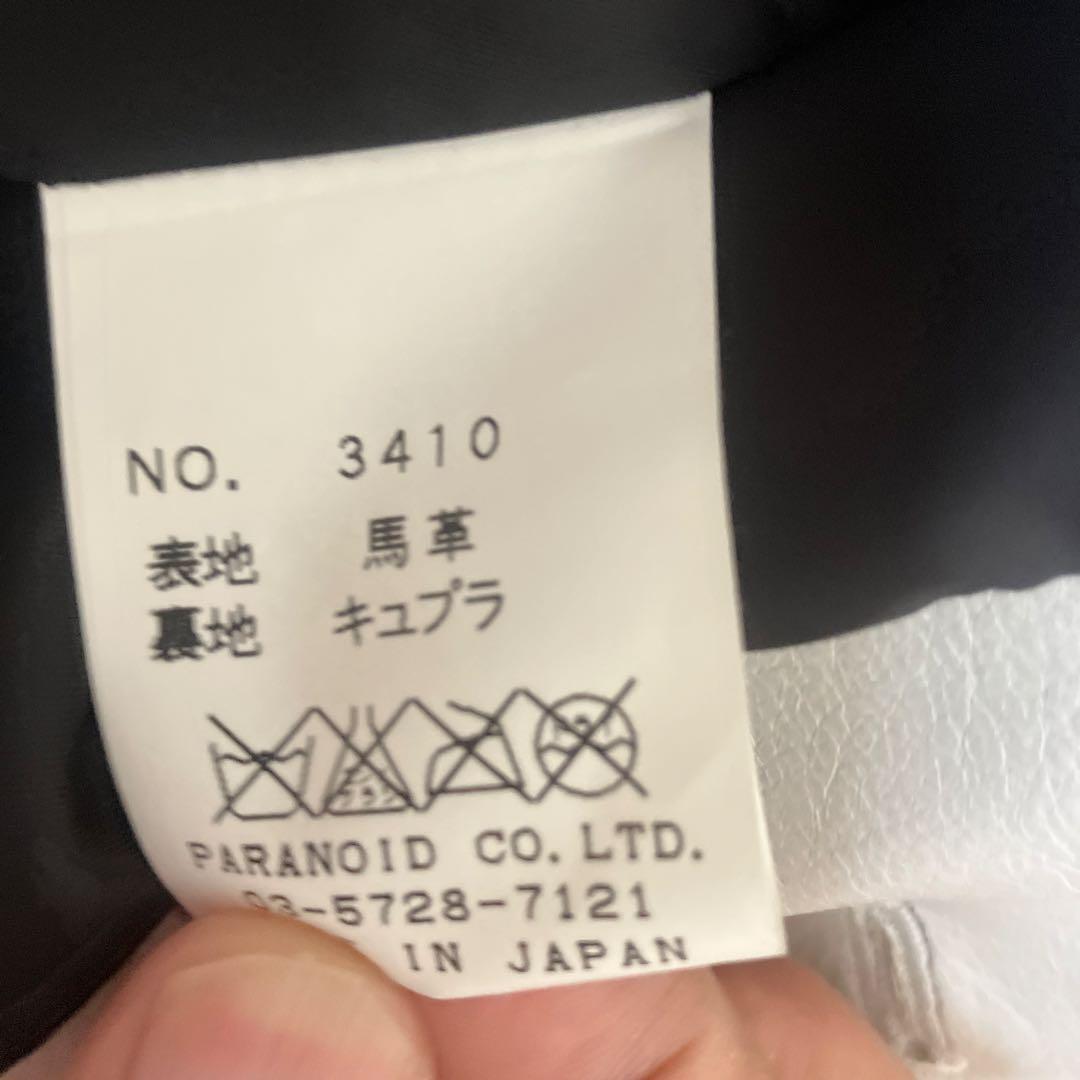 NO. 3410
表地 馬革
裏地 キュプラ
PARANOID CO. LTD.
03-5728-7121
IN JAPAN